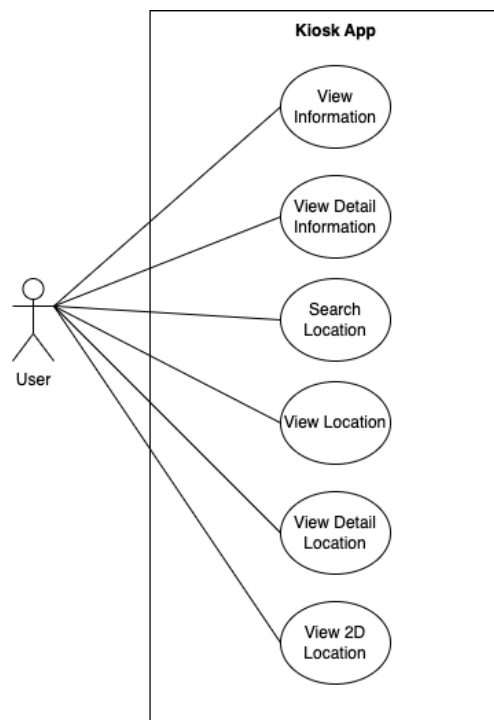 Kiosk App
View
Information
View Detail
Information
Search
Location
User
View Location
View Detail
Location
View 2D
Location